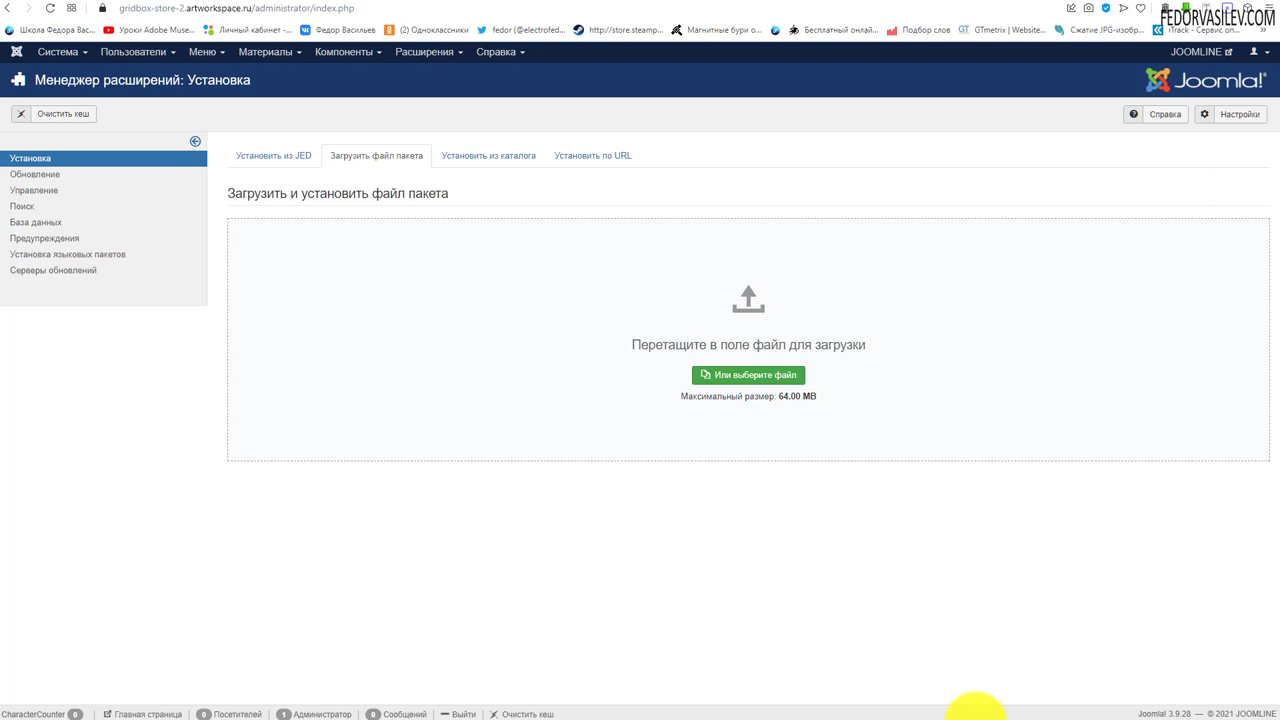 gridbox-store-2.artworkspace.ru/administrator/index.php
FEDORVASILEV.COM
Школа Федора Вас...
Уроки Adobe Muse...
Личный кабинет -...
Федор Васильев
(2) Одноклассники
fedor (@electrofed...
http://store.steamp...
Магнитные бури о...
Бесплатный онлай...
Подбор слов
GTmetrix | Website...
Сжатие JPG-изобр...
iTrack - Сервис оп...
Система
Пользователи
Меню
Материалы
Компоненты
Расширения
Справка
JOOMLINE
Менеджер расширений: Установка
Joomla!
Очистить кеш
Справка
Настройки
Установка
Обновление
Управление
Поиск
База данных
Предупреждения
Установка языковых пакетов
Серверы обновлений
Установить из JED
Загрузить файл пакета
Установить из каталога
Установить по URL
Загрузить и установить файл пакета
Перетащите в поле файл для загрузки
Или выберите файл
Максимальный размер: 64.00 MB
CharacterCounter 0
Главная страница
0 Посетителей
1 Администратор
0 Сообщений
Выйти
Очистить кеш
Joomla! 3.9.28 — © 2021 JOOMLINE